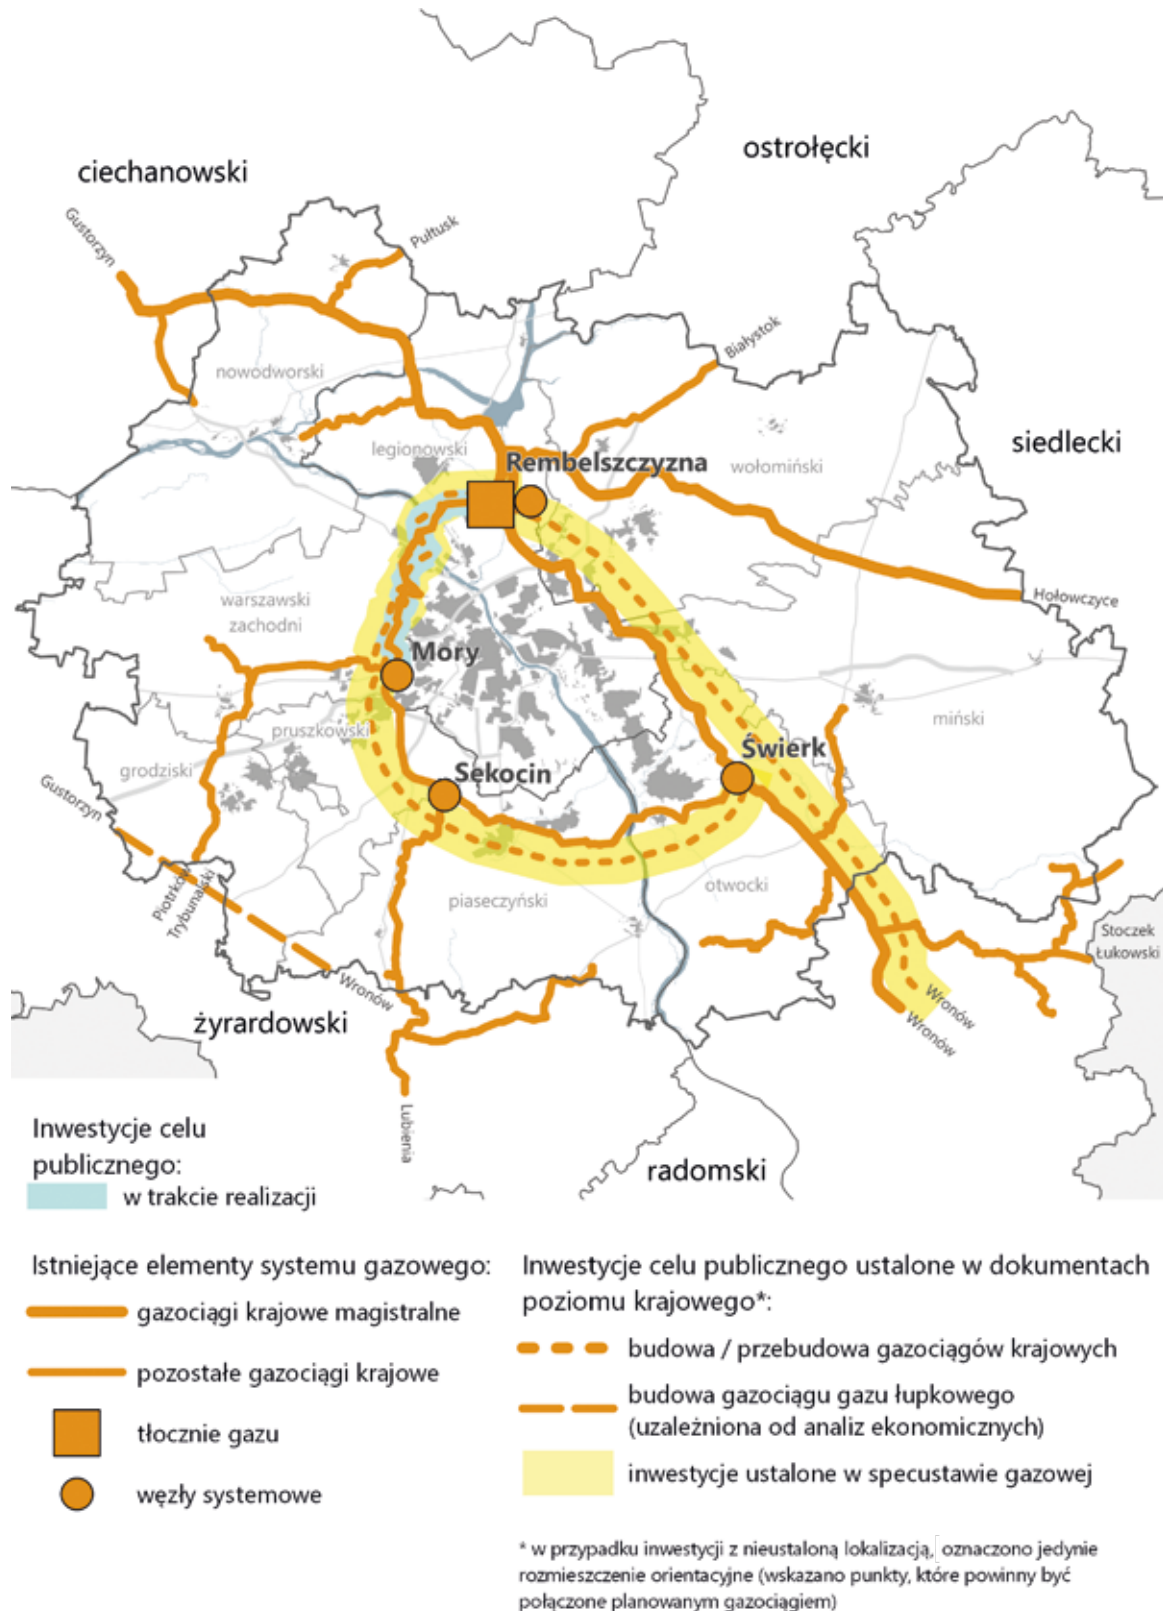 ciechanowski
ostrołęcki
Gustorzyn
Pułtusk
Białystok
nowodworski
legionowski
siedlecki
Rembelszczyzna
wołomiński
Hołowczyce
warszawski
zachodni
Mory
pruszkowski
miński
Świerk
grodziski
Sękocin
Gustorzyn
Piotrków
Trybunalski
piaseczyński
otwocki
Stoczek
Łukowski
Wronów
Wronów
Wronów
żyrardowski
Lubienia
radomski
Inwestycje celu
publicznego:
w trakcie realizacji
Istniejące elementy systemu gazowego:
gazociągi krajowe magistralne
pozostałe gazociągi krajowe
tłocznie gazu
węzły systemowe
Inwestycje celu publicznego ustalone w dokumentach
poziomu krajowego*:
budowa / przebudowa gazociągów krajowych
budowa gazociągu gazu łupkowego
(uzależniona od analiz ekonomicznych)
inwestycje ustalone w specustawie gazowej
* w przypadku inwestycji z nieustaloną lokalizacją, oznaczono jedynie
rozmieszczenie orientacyjne (wskazano punkty, które powinny być
połączone planowanym gazociągiem)